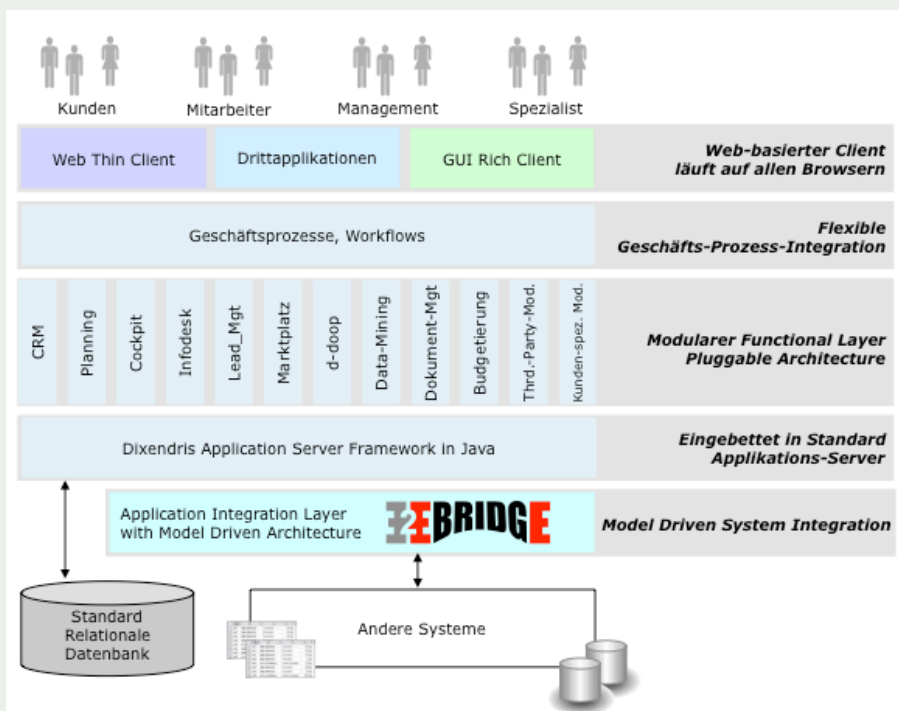 Kunden
Mitarbeiter
Management
Spezialist
Web Thin Client
Drittapplikationen
GUI Rich Client
Web-basierter Client
läuft auf allen Browsern
Geschäftsprozesse, Workflows
Flexible
Geschäfts-Prozess-Integration
CRM
Planning
Cockpit
Infodesk
Lead_Mgt
Marktplatz
d-doop
Data-Mining
Dokument-Mgt
Budgetierung
Thrd.-Party-Mod.
Kunden-spez. Mod.
Modularer Functional Layer
Pluggable Architecture
Dixendris Application Server Framework in Java
Eingebettet in Standard
Applikations-Server
Application Integration Layer
with Model Driven Architecture
E2E BRIDGE
Model Driven System Integration
Standard
Relationale
Datenbank
Andere Systeme